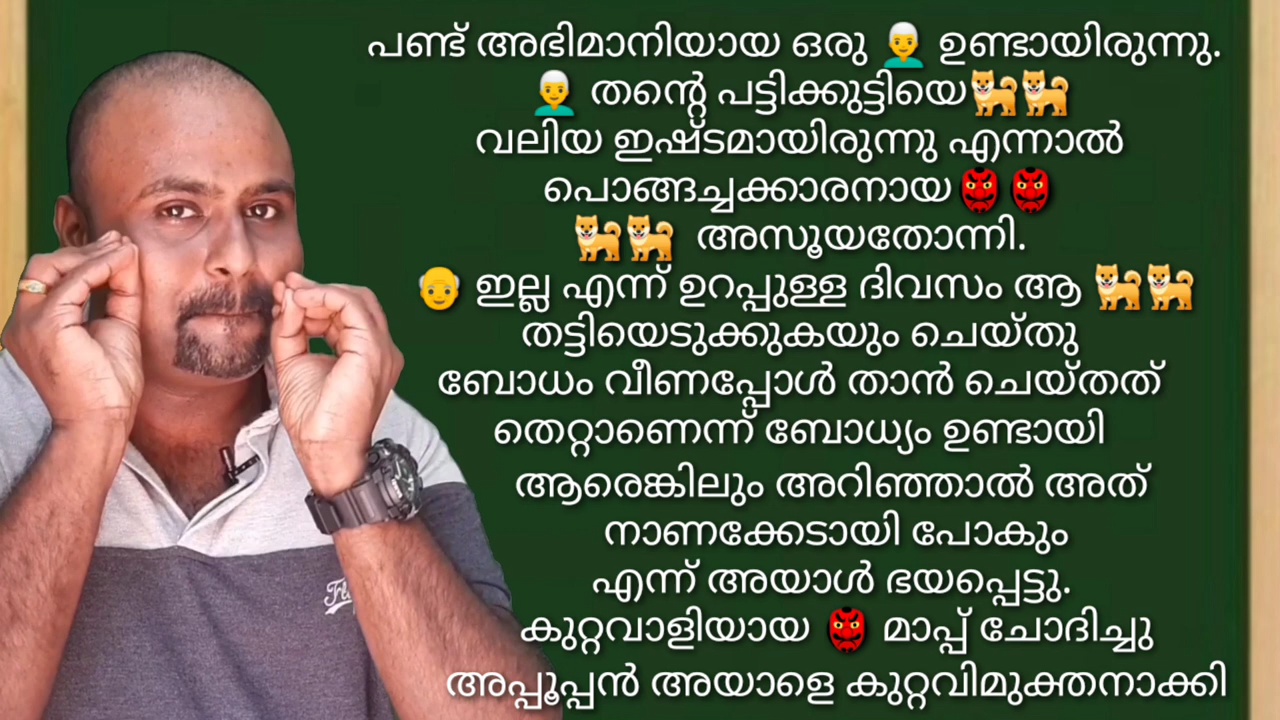 പണ്ട് അഭിമാനിയായ ഒരു 👨‍🦳 ഉണ്ടായിരുന്നു.
👨‍🦳 തന്റെ പട്ടിക്കുട്ടിയെ🐕🐕
വലിയ ഇഷ്ടമായിരുന്നു എന്നാൽ
പൊങ്ങച്ചക്കാരനായ👹👹
🐕🐕 അസൂയതോന്നി.
👴 ഇല്ല എന്ന് ഉറപ്പുള്ള ദിവസം ആ 🐕🐕
തട്ടിയെടുക്കുകയും ചെയ്തു
ബോധം വീണപ്പോൾ താൻ ചെയ്തത്
തെറ്റാണെന്ന് ബോധ്യം ഉണ്ടായി
ആരെങ്കിലും അറിഞ്ഞാൽ അത്
നാണക്കേടായി പോകും
എന്ന് അയാൾ ഭയപ്പെട്ടു.
കുറ്റവാളിയായ 👹 മാപ്പ് ചോദിച്ചു
അപ്പൂപ്പൻ അയാളെ കുറ്റവിമുക്തനാക്കി